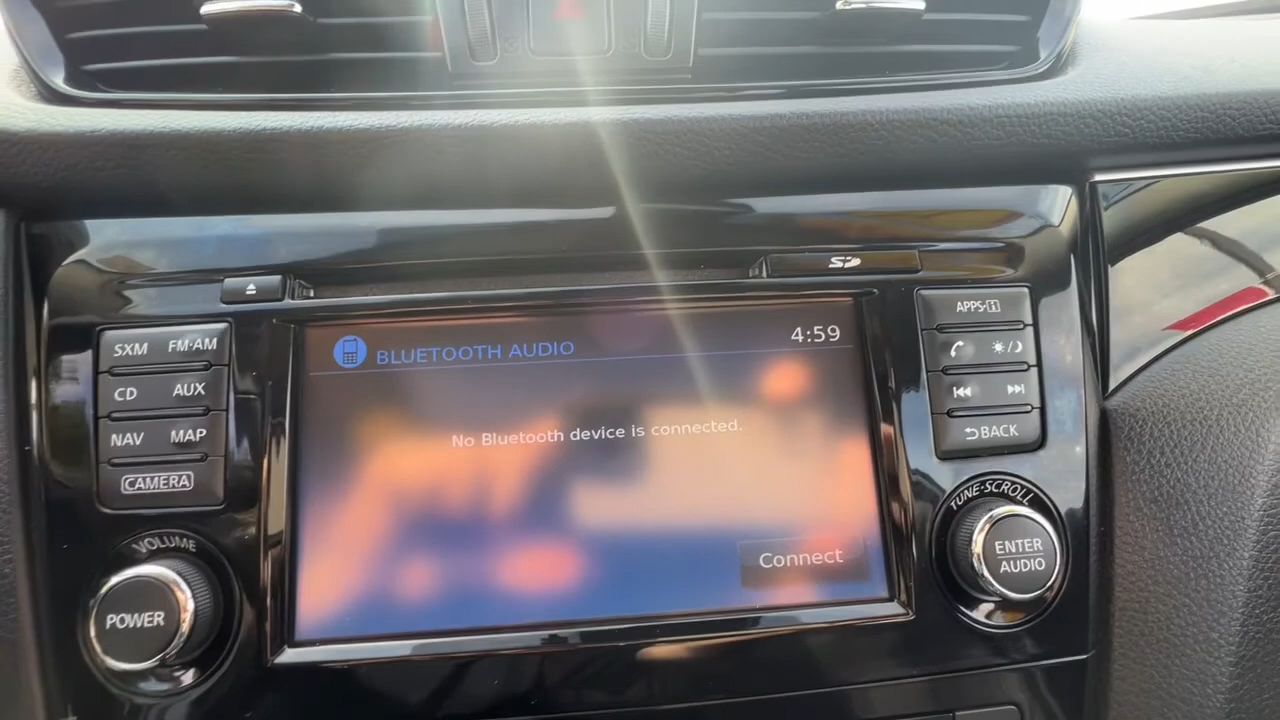 SD
APPS·i
SXM FM·AM
BLUETOOTH AUDIO
4:59
CD AUX
No Bluetooth device is connected.
NAV MAP
BACK
CAMERA
TUNE·SCROLL
VOLUME
ENTER
AUDIO
Connect
POWER